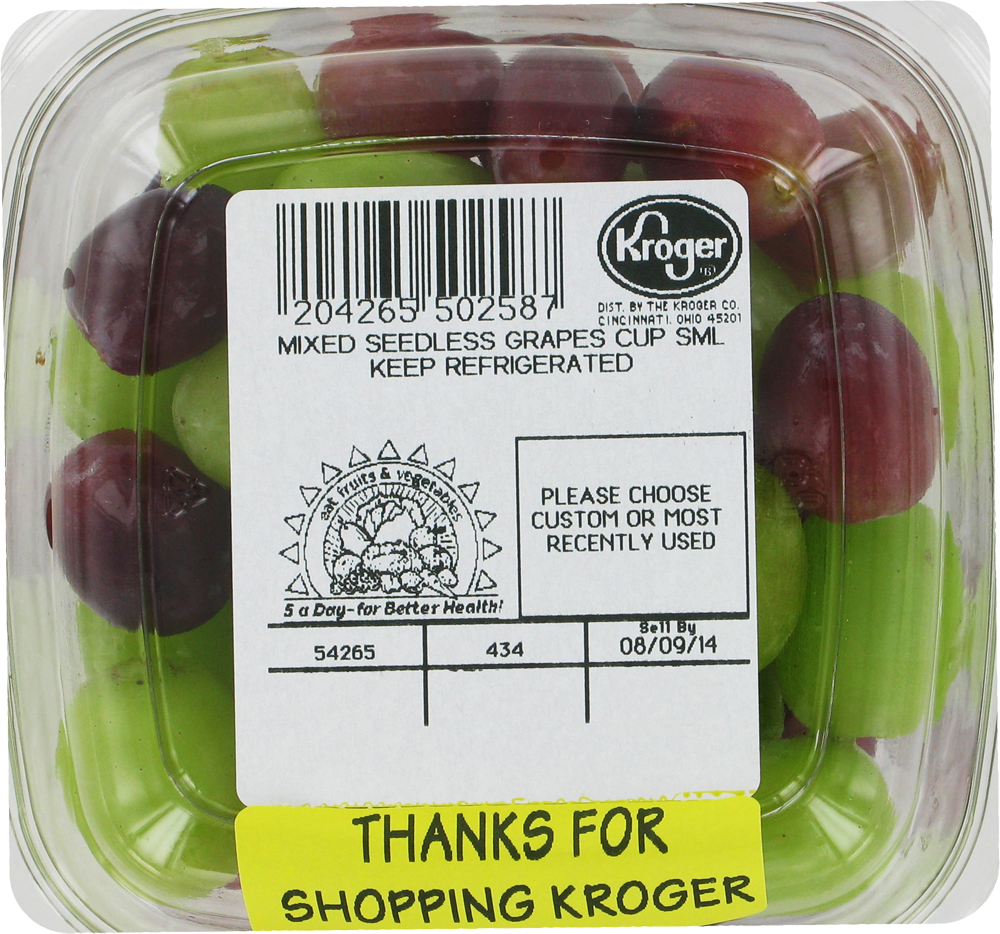 204265 502587
Kroger
DIST. BY THE KROGER CO.
CINCINNATI, OHIO 45201
MIXED SEEDLESS GRAPES CUP SML
KEEP REFRIGERATED
eat fruits & vegetables
5 a Day-for Better Health!
PLEASE CHOOSE
CUSTOM OR MOST
RECENTLY USED
54265
434
Sell By
08/09/14
THANKS FOR
SHOPPING KROGER